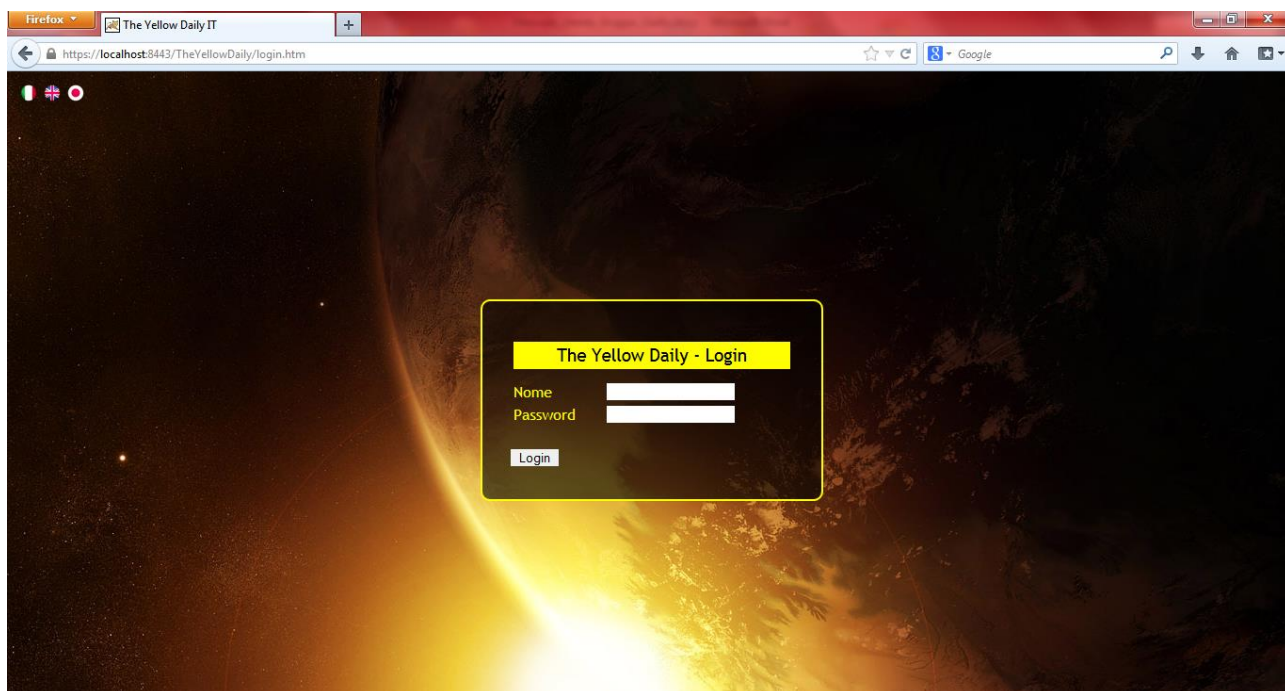 Firefox
The Yellow Daily IT
https://localhost:8443/TheYellowDaily/login.htm
Google
The Yellow Daily - Login
Nome
Password
Login